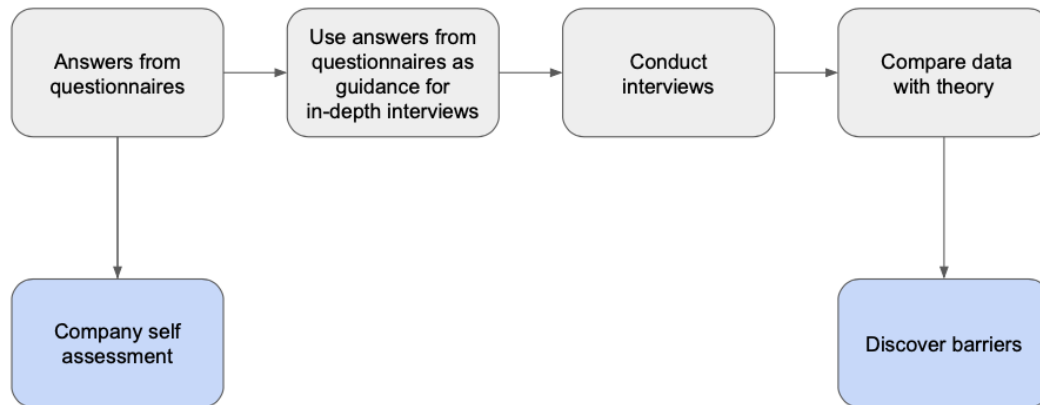 Answers from
questionnaires
Use answers from
questionnaires as
guidance for
in-depth interviews
Conduct
interviews
Compare data
with theory
Company self
assessment
Discover barriers